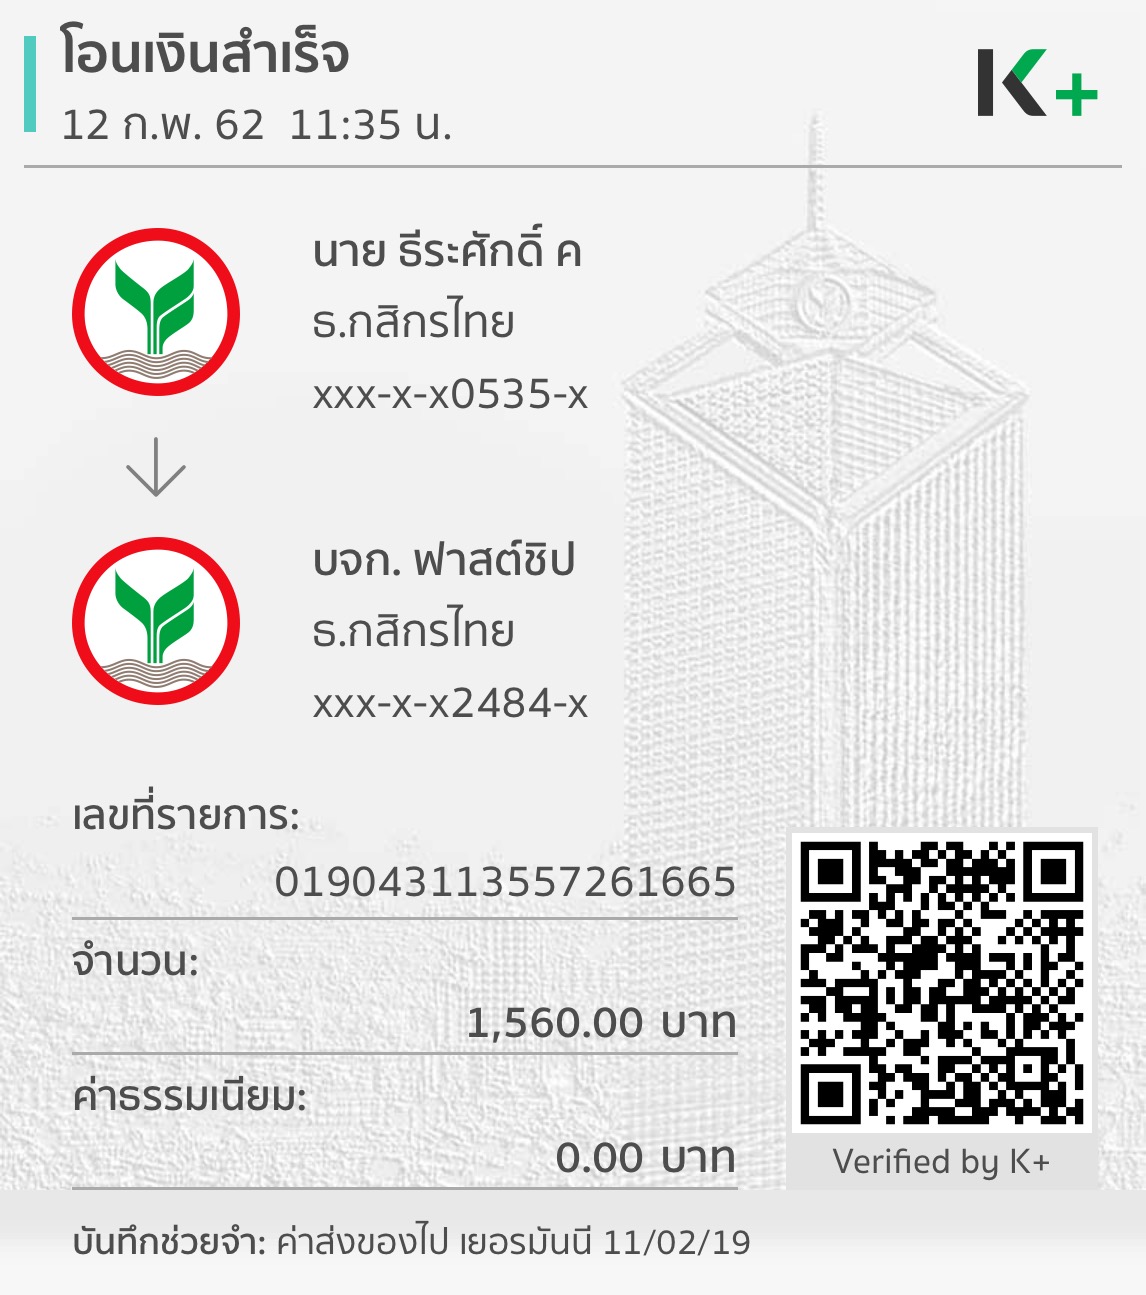 โอนเงินสำเร็จ
12 ก.พ. 62 11:35 น.
K+
นาย ธีระศักดิ์ ค
ธ.กสิกรไทย
xxx-x-x0535-x
บจก. ฟาสต์ชิป
ธ.กสิกรไทย
xxx-x-x2484-x
เลขที่รายการ:
019043113557261665
จำนวน:
1,560.00 บาท
ค่าธรรมเนียม:
0.00 บาท
Verified by K+
บันทึกช่วยจำ: ค่าส่งของไป เยอรมันนี 11/02/19